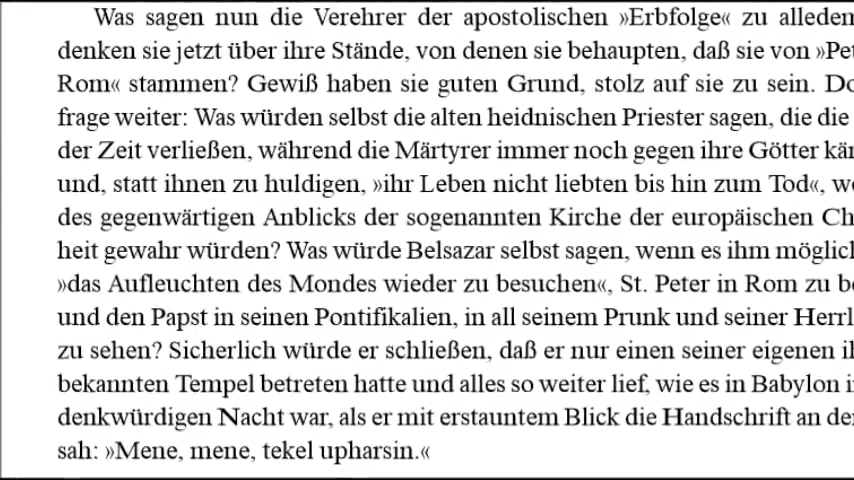 Was sagen nun die Verehrer der apostolischen »Erbfolge« zu alledem
denken sie jetzt über ihre Stände, von denen sie behaupten, daß sie von »Pet
Rom« stammen? Gewiß haben sie guten Grund, stolz auf sie zu sein. Do
frage weiter: Was würden selbst die alten heidnischen Priester sagen, die die
der Zeit verließen, während die Märtyrer immer noch gegen ihre Götter kä
und, statt ihnen zu huldigen, »ihr Leben nicht liebten bis hin zum Tod«, w
des gegenwärtigen Anblicks der sogenannten Kirche der europäischen Ch
heit gewahr würden? Was würde Belsazar selbst sagen, wenn es ihm möglich
»das Aufleuchten des Mondes wieder zu besuchen«, St. Peter in Rom zu b
und den Papst in seinen Pontifikalien, in all seinem Prunk und seiner Herrl
zu sehen? Sicherlich würde er schließen, daß er nur einen seiner eigenen i
bekannten Tempel betreten hatte und alles so weiter lief, wie es in Babylon i
denkwürdigen Nacht war, als er mit erstauntem Blick die Handschrift an de
sah: »Mene, mene, tekel upharsin.«